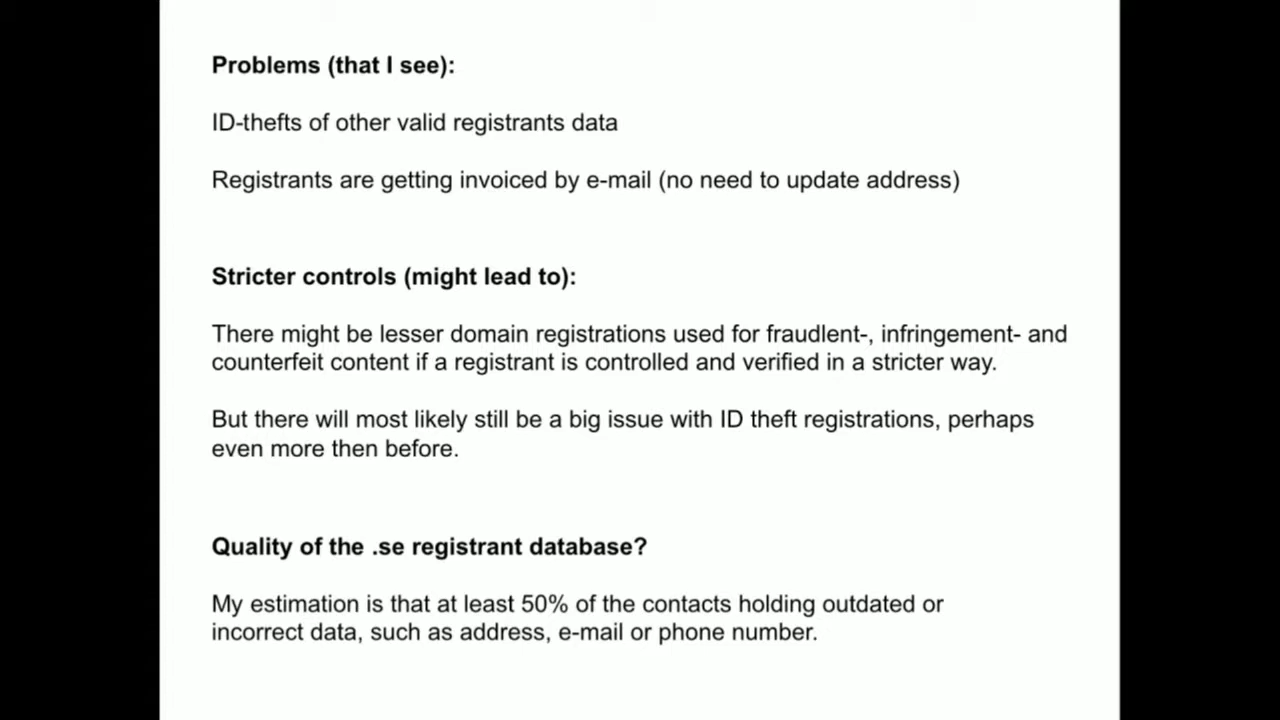 Problems (that I see):
ID-thefts of other valid registrants data
Registrants are getting invoiced by e-mail (no need to update address)
Stricter controls (might lead to):
There might be lesser domain registrations used for fraudlent-, infringement- and
counterfeit content if a registrant is controlled and verified in a stricter way.
But there will most likely still be a big issue with ID theft registrations, perhaps
even more then before.
Quality of the .se registrant database?
My estimation is that at least 50% of the contacts holding outdated or
incorrect data, such as address, e-mail or phone number.